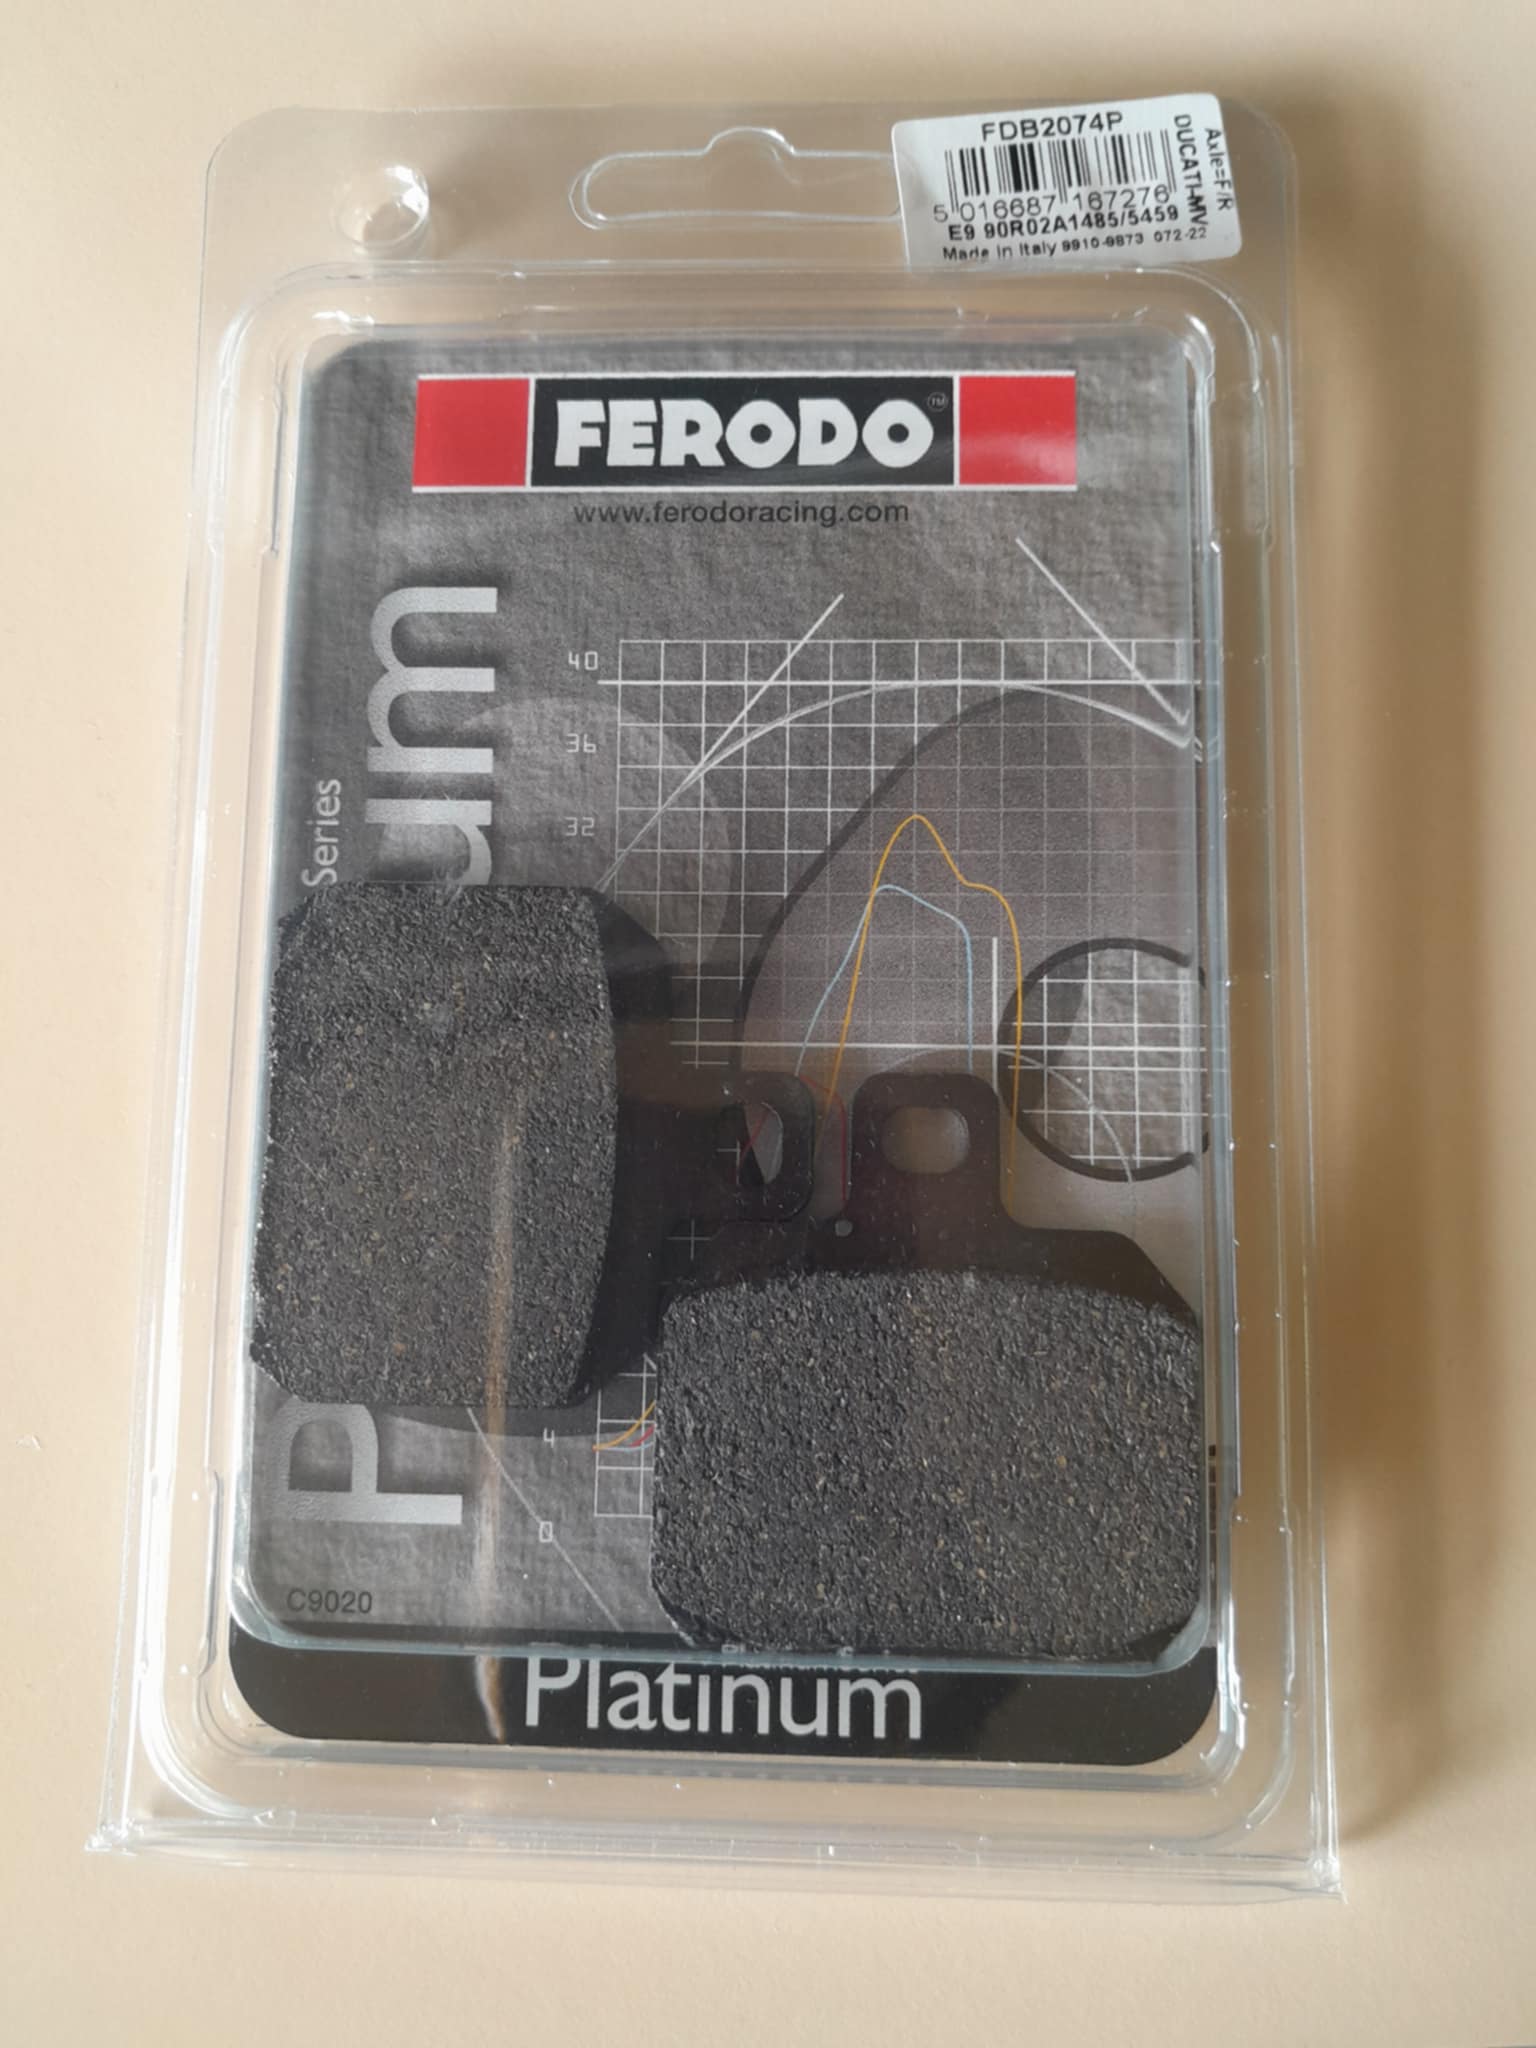 FDB2074P
5 016687 167276
E9 90R02A1485/5459
Made in Italy 9910-9873 072-22
DUCATI-MV
Axle=F/R
FERODO™
www.ferodoracing.com
40
36
32
4
0
Series
C9020
Platinum